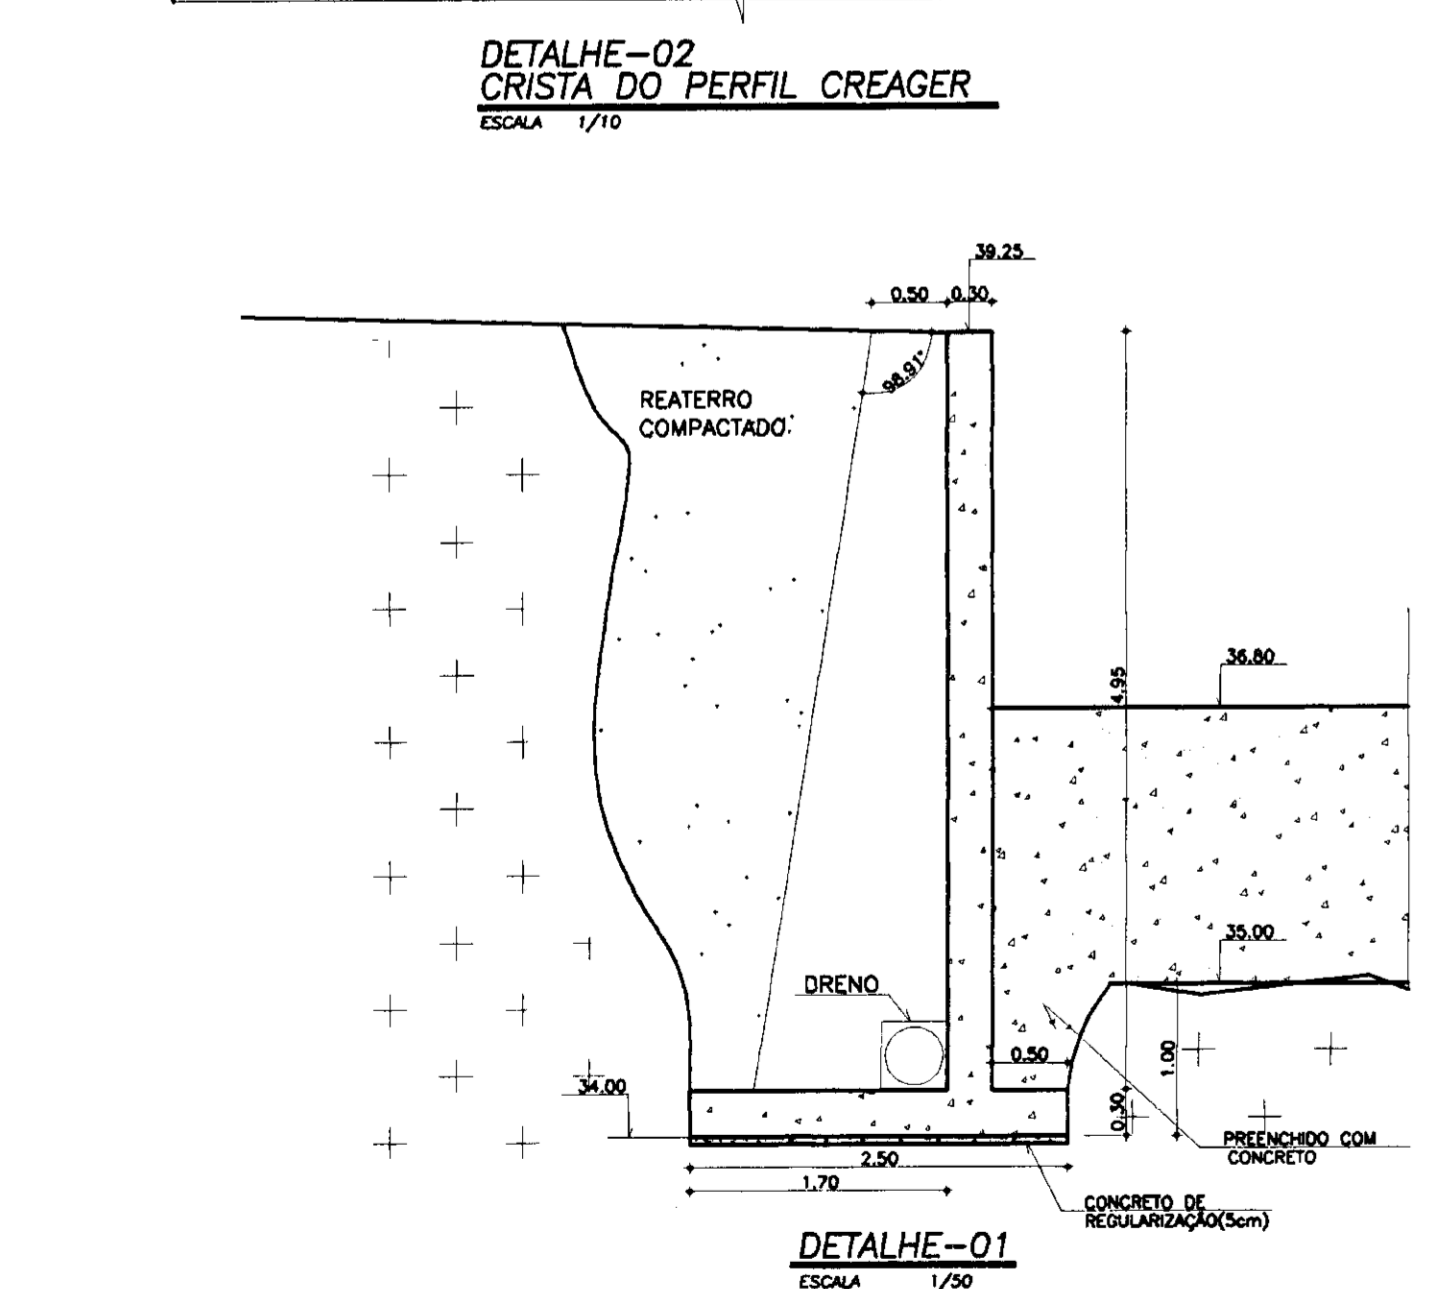 DETALHE-02
CRISTA DO PERFIL CREAGER
ESCALA 1/10
39.25
0.50 0.30
98.91°
REATERRO
COMPACTADO
36.80
4.95
35.00
DRENO
0.50
1.00
34.00
0.30
PREENCHIDO COM
CONCRETO
2.50
1.70
CONCRETO DE
REGULARIZAÇÃO(5cm)
DETALHE-01
ESCALA 1/50